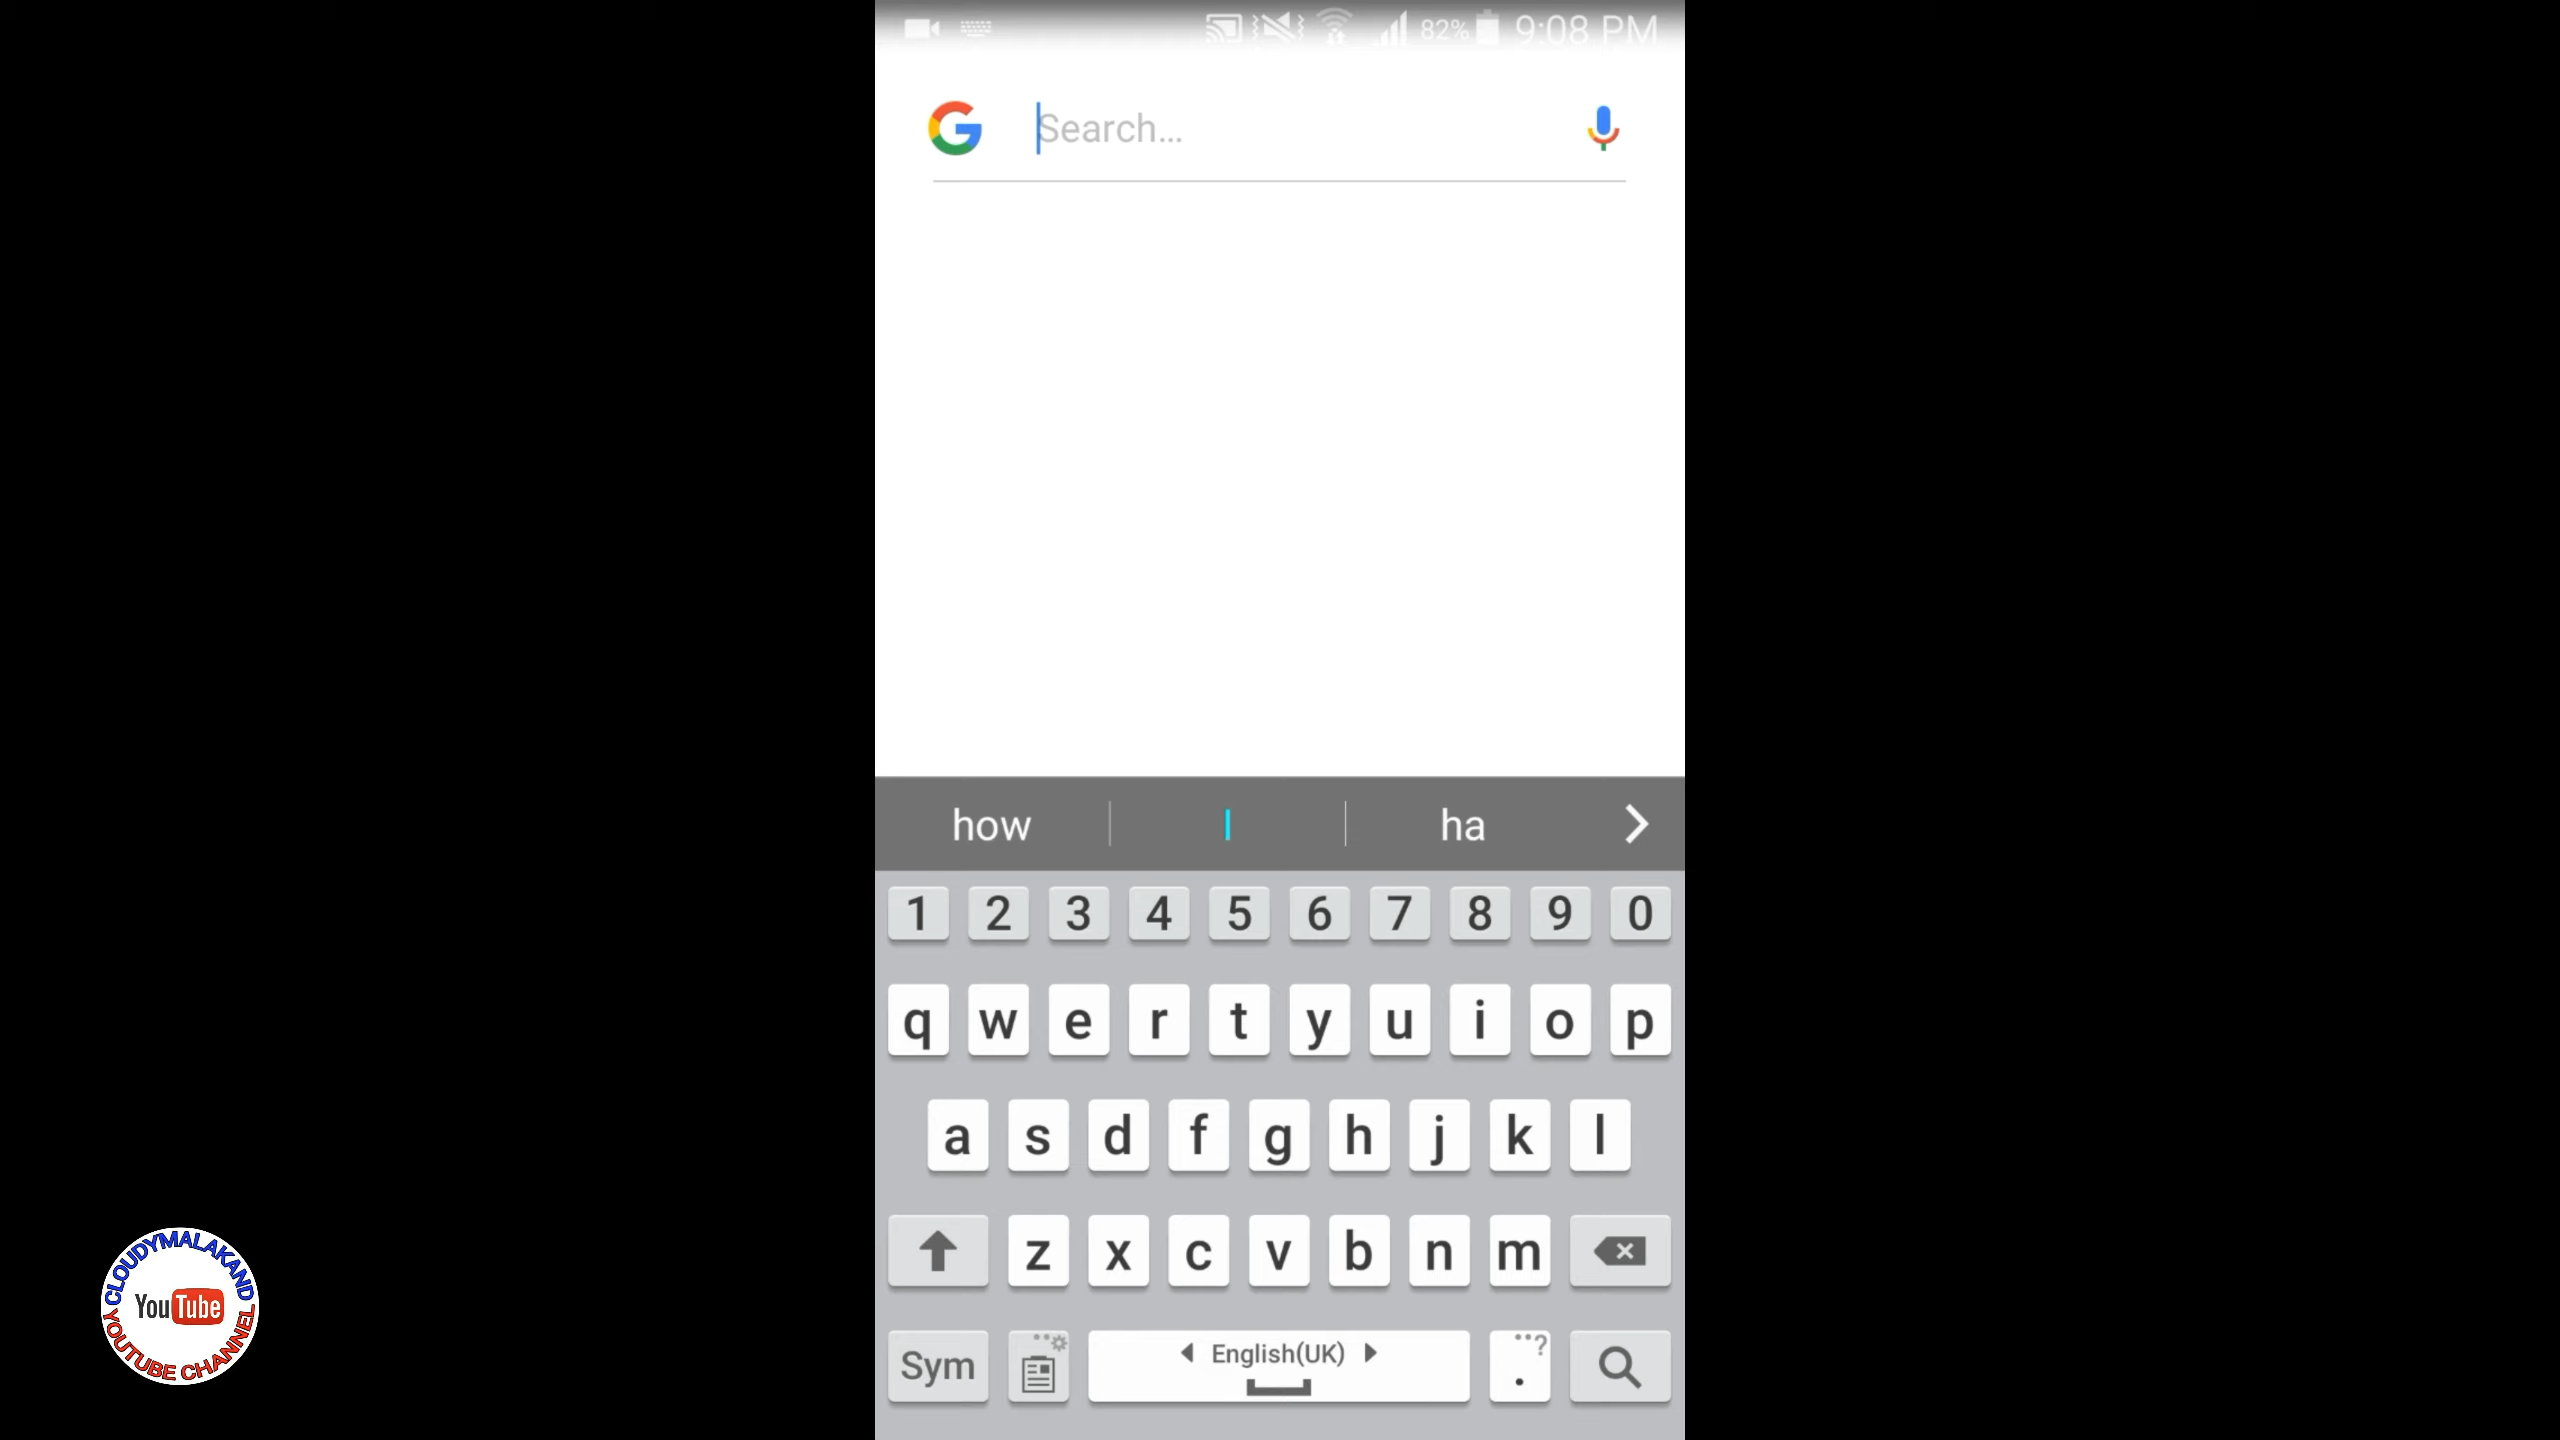 82% 9:08 PM
G Search...
how I ha
1 2 3 4 5 6 7 8 9 0
q w e r t y u i o p
a s d f g h j k l
z x c v b n m
Sym English(UK) . ?
CLOUDYMALAKAND
YouTube
YOUTUBE CHANNEL